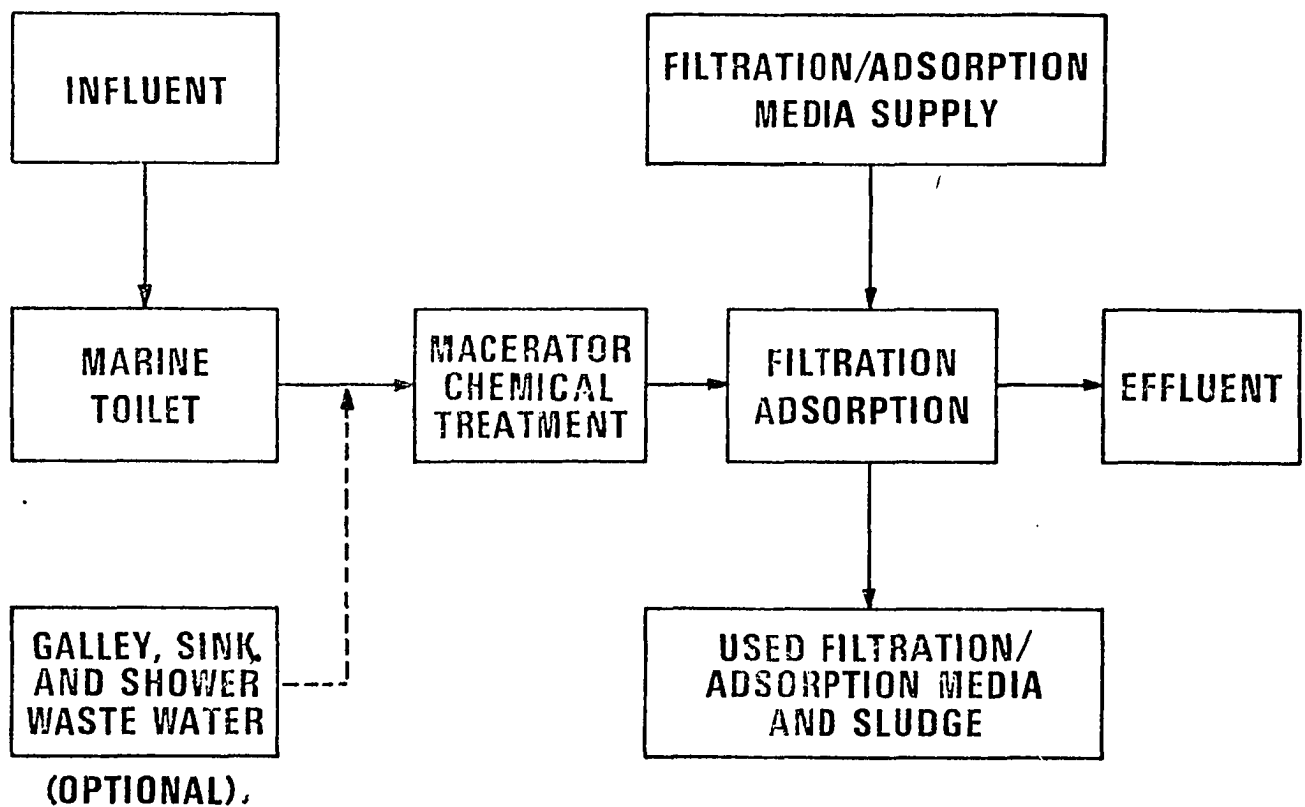 INFLUENT
FILTRATION/ADSORPTION
MEDIA SUPPLY
MARINE
TOILET
MACERATOR
CHEMICAL
TREATMENT
FILTRATION
ADSORPTION
EFFLUENT
GALLEY, SINK,
AND SHOWER
WASTE WATER
(OPTIONAL).
USED FILTRATION/
ADSORPTION MEDIA
AND SLUDGE